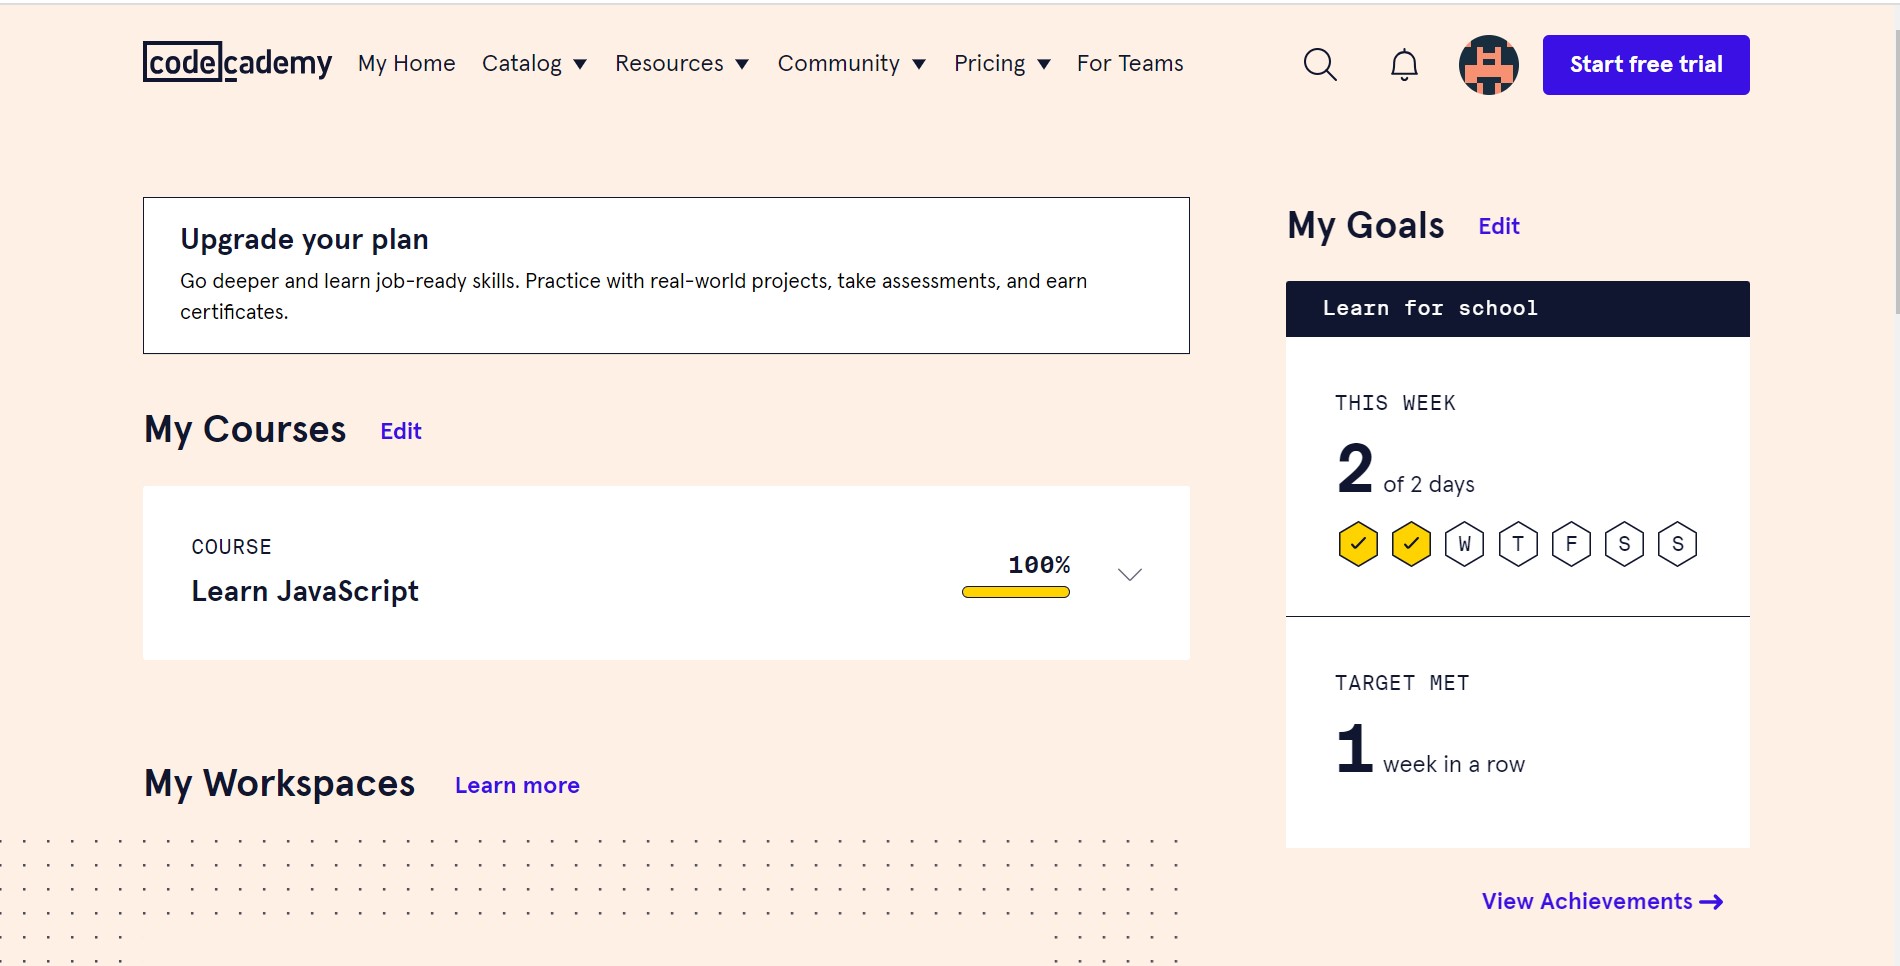 codecademy My Home Catalog Resources Community Pricing For Teams Start free trial
Upgrade your plan
Go deeper and learn job-ready skills. Practice with real-world projects, take assessments, and earn
certificates.
My Courses Edit
COURSE
Learn JavaScript
100%
My Workspaces Learn more
My Goals Edit
Learn for school
THIS WEEK
2 of 2 days
W T F S S
TARGET MET
1 week in a row
View Achievements